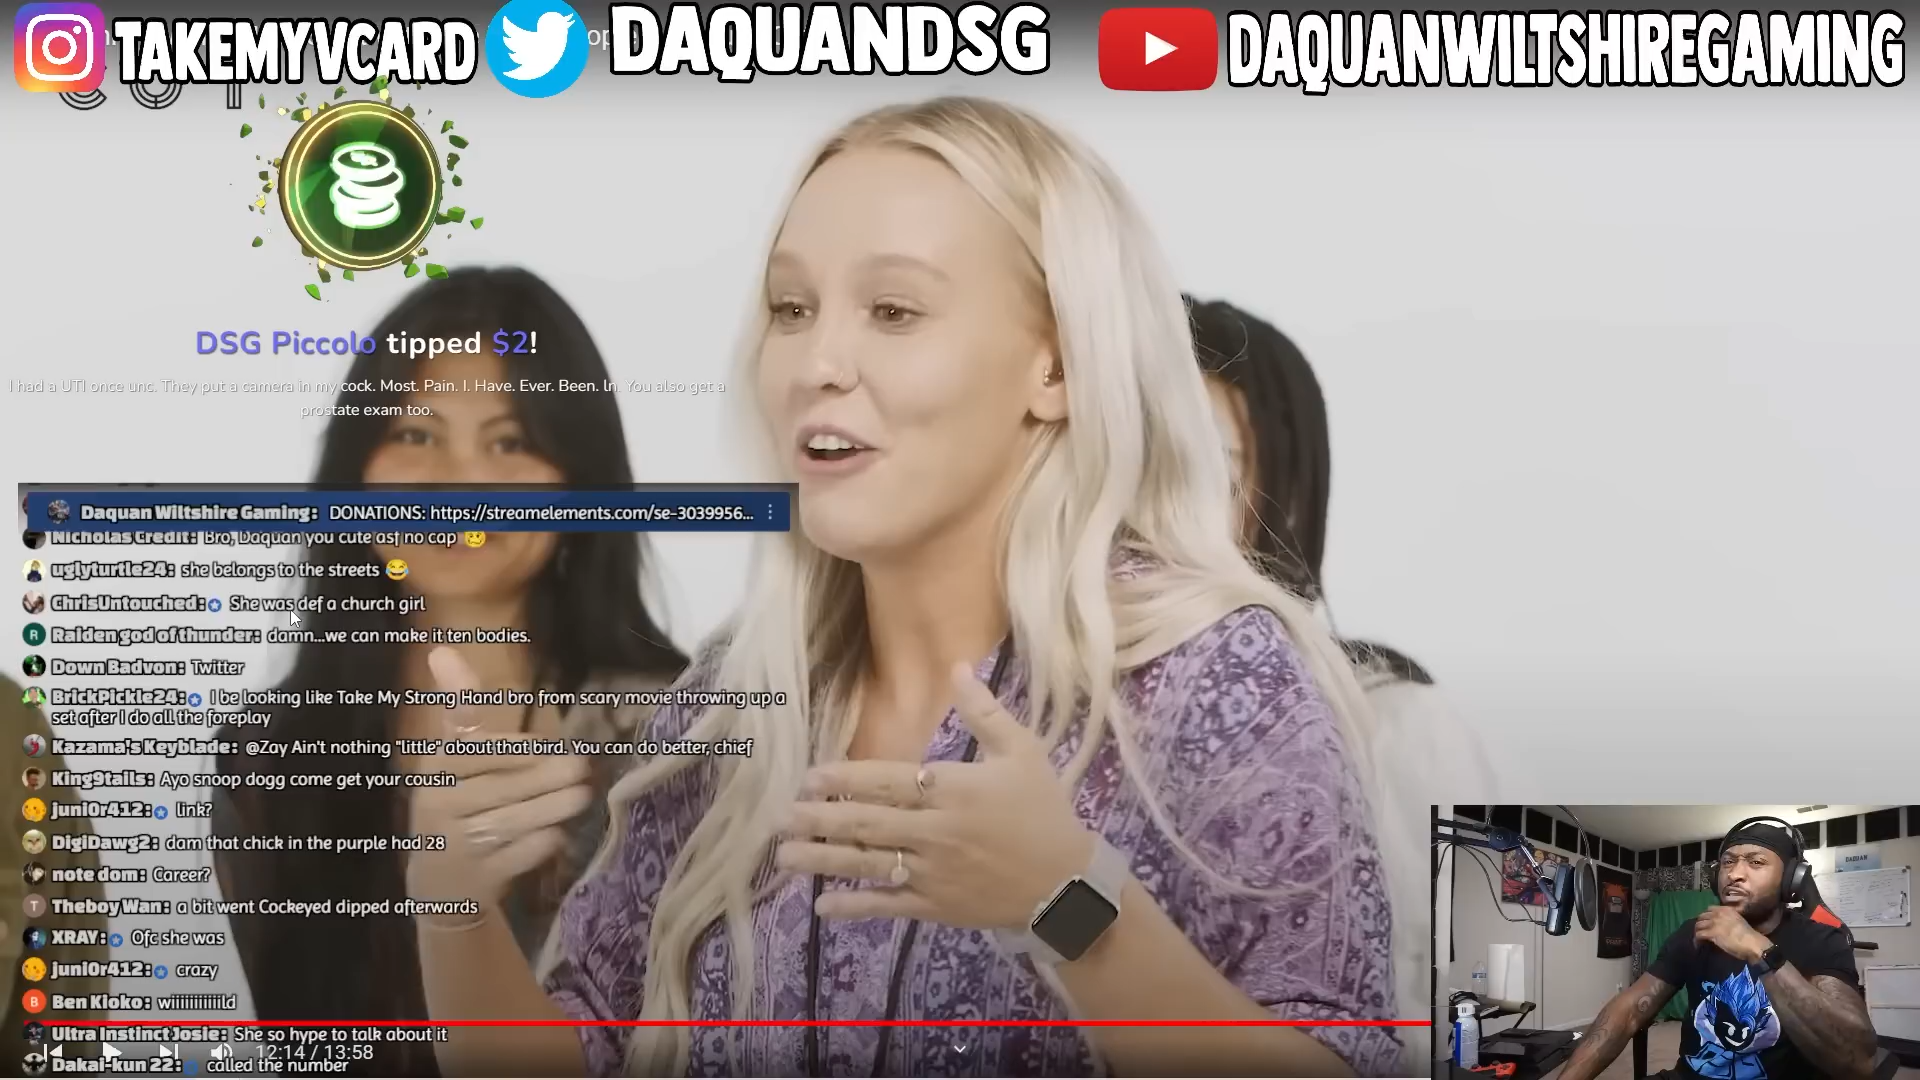 TAKEMYVCARD DAQUANDSG DAQUANWILTSHIREGAMING
DSG Piccolo tipped $2!
I had a UTI once unc. They put a camera in my cock. Most. Pain. I. Have. Ever. Been. In. You also get a
prostate exam too.
Daquan Wiltshire Gaming: DONATIONS: https://streamelements.com/se-3039956...
Nicholas Credit: Bro, Daquan you cute asf no cap
uglyturtle24: she belongs to the streets 😂
ChrisUntouched: She was def a church girl
R Raiden god of thunder: damn...we can make it ten bodies.
Down Badvon: Twitter
BrickPickle24: I be looking like Take My Strong Hand bro from scary movie throwing up a
set after I do all the foreplay
Kazama's Keyblade: @Zay Ain't nothing "little" about that bird. You can do better, chief
King9tails: Ayo snoop dogg come get your cousin
juni0r412: link?
DigiDawg2: dam that chick in the purple had 28
note dom: Career?
T Theboy Wan: a bit went Cockeyed dipped afterwards
XRAY: Ofc she was
juni0r412: crazy
B Ben Kioko: wiiiiiiiiiiiild
Ultra Instinct Josie: She so hype to talk about it
12:14 / 13:58
Dakai-kun 22: called the number
DAQUAN